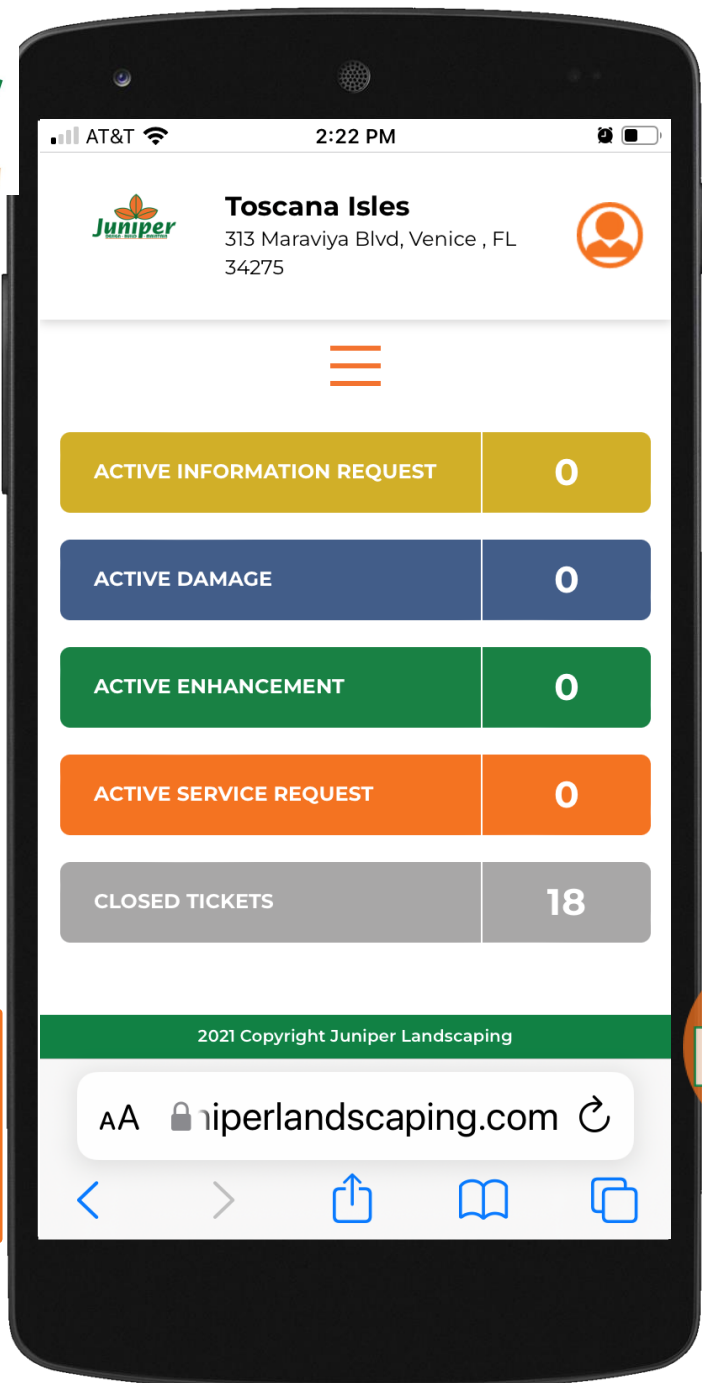 AT&T 2:22 PM
Juniper
Toscana Isles
313 Maraviya Blvd, Venice , FL
34275
ACTIVE INFORMATION REQUEST 0
ACTIVE DAMAGE 0
ACTIVE ENHANCEMENT 0
ACTIVE SERVICE REQUEST 0
CLOSED TICKETS 18
2021 Copyright Juniper Landscaping
AA niperlandscaping.com